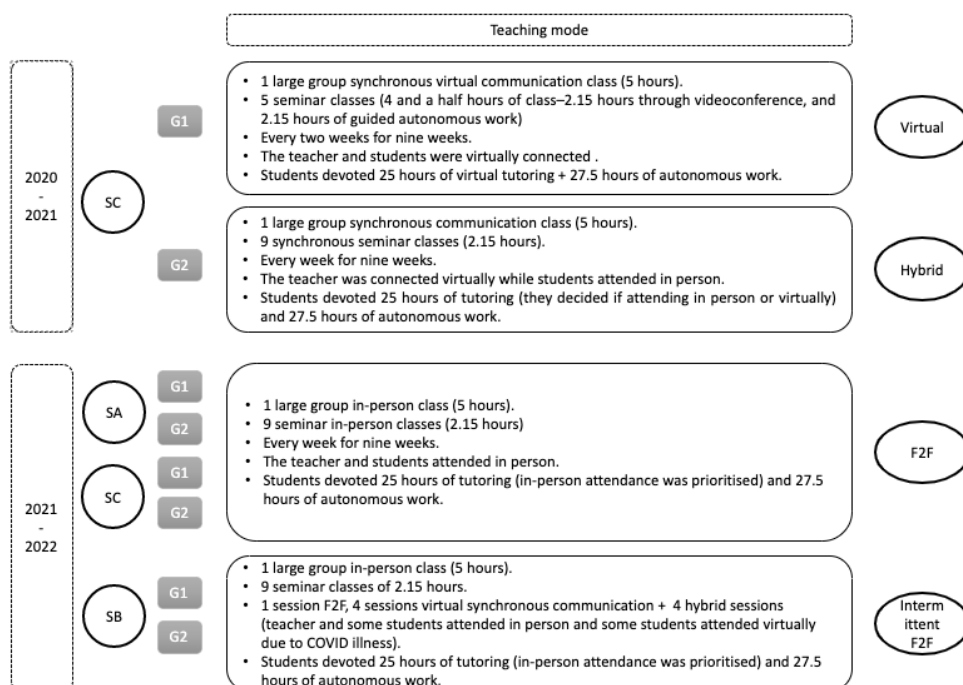 Teaching mode
2020
-
2021
SC
G1
• 1 large group synchronous virtual communication class (5 hours).
• 5 seminar classes (4 and a half hours of class–2.15 hours through videoconference, and
2.15 hours of guided autonomous work)
• Every two weeks for nine weeks.
• The teacher and students were virtually connected .
• Students devoted 25 hours of virtual tutoring + 27.5 hours of autonomous work.
Virtual
G2
• 1 large group synchronous communication class (5 hours).
• 9 synchronous seminar classes (2.15 hours).
• Every week for nine weeks.
• The teacher was connected virtually while students attended in person.
• Students devoted 25 hours of tutoring (they decided if attending in person or virtually)
and 27.5 hours of autonomous work.
Hybrid
2021
-
2022
SA
G1
G2
SC
G1
G2
• 1 large group in-person class (5 hours).
• 9 seminar in-person classes (2.15 hours)
• Every week for nine weeks.
• The teacher and students attended in person.
• Students devoted 25 hours of tutoring (in-person attendance was prioritised) and 27.5
hours of autonomous work.
F2F
SB
G1
G2
• 1 large group in-person class (5 hours).
• 9 seminar classes of 2.15 hours.
• 1 session F2F, 4 sessions virtual synchronous communication + 4 hybrid sessions
(teacher and some students attended in person and some students attended virtually
due to COVID illness).
• Students devoted 25 hours of tutoring (in-person attendance was prioritised) and 27.5
hours of autonomous work.
Interm
ittent
F2F